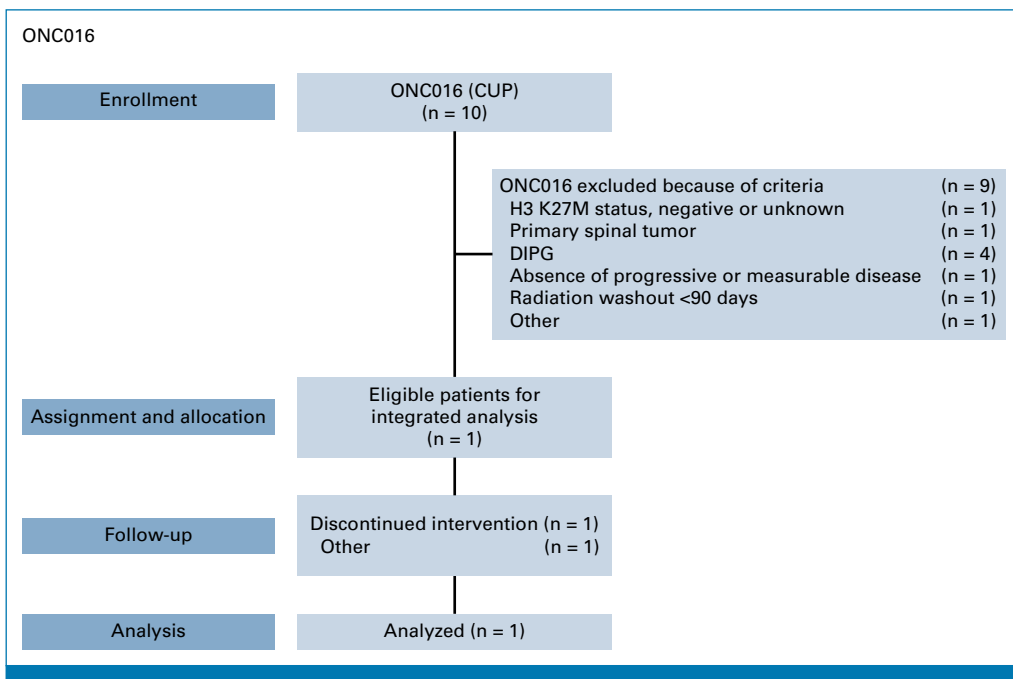 ONC016
Enrollment
ONC016 (CUP)
(n = 10)
ONC016 excluded because of criteria (n = 9)
H3 K27M status, negative or unknown (n = 1)
Primary spinal tumor (n = 1)
DIPG (n = 4)
Absence of progressive or measurable disease (n = 1)
Radiation washout <90 days (n = 1)
Other (n = 1)
Assignment and allocation
Eligible patients for
integrated analysis
(n = 1)
Follow-up
Discontinued intervention (n = 1)
Other (n = 1)
Analysis
Analyzed (n = 1)